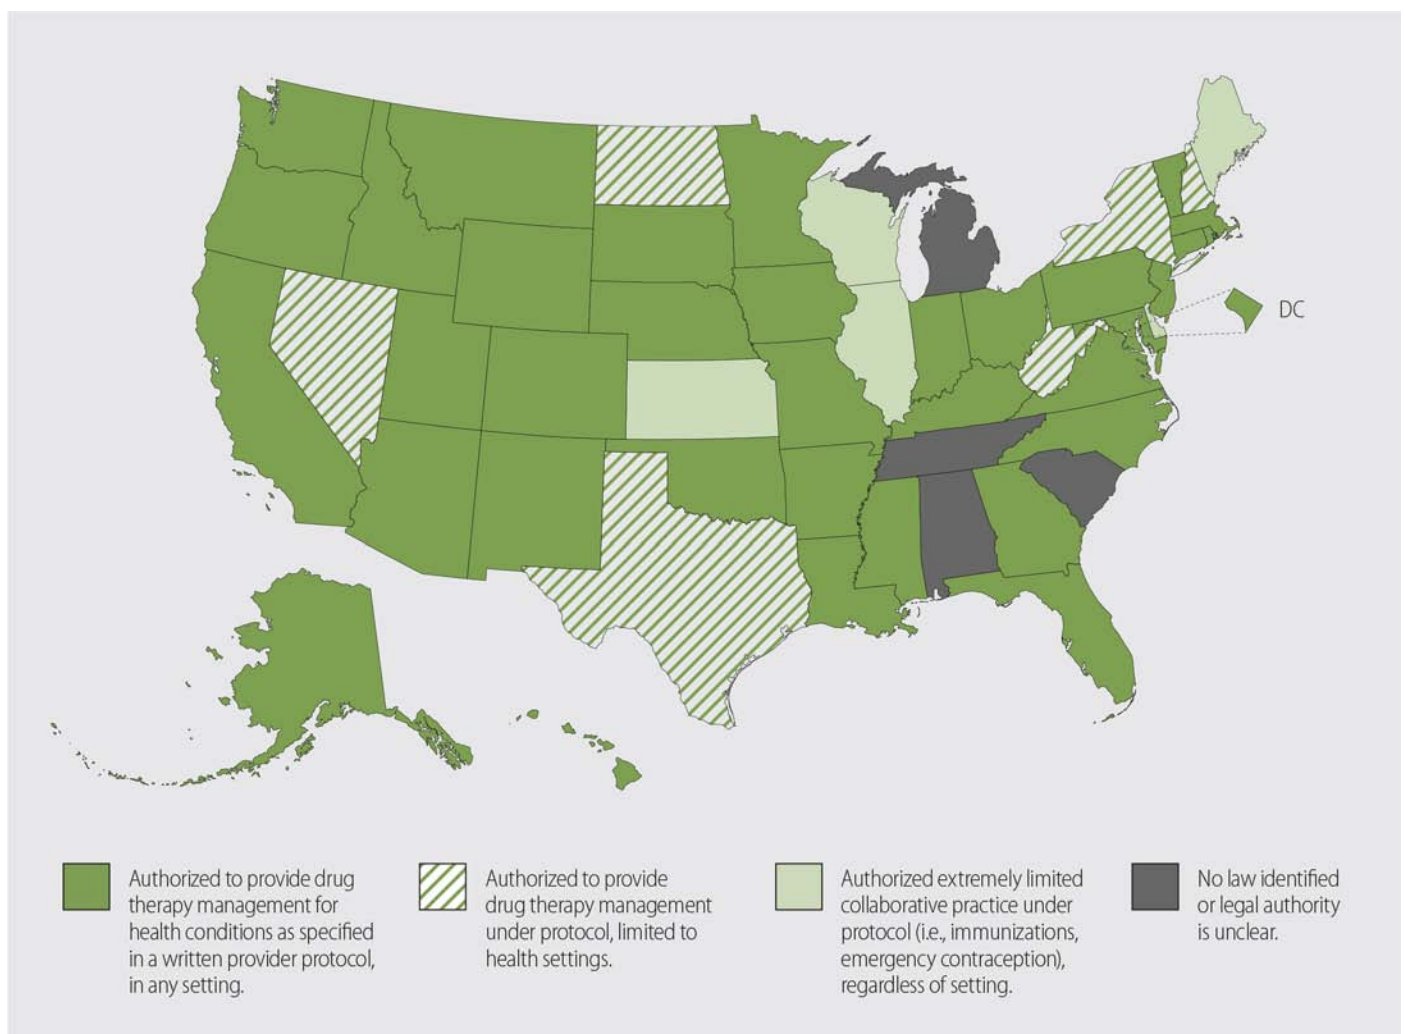 DC
Authorized to provide drug
therapy management for
health conditions as specified
in a written provider protocol,
in any setting.
Authorized to provide
drug therapy management
under protocol, limited to
health settings.
Authorized extremely limited
collaborative practice under
protocol (i.e., immunizations,
emergency contraception),
regardless of setting.
No law identified
or legal authority
is unclear.